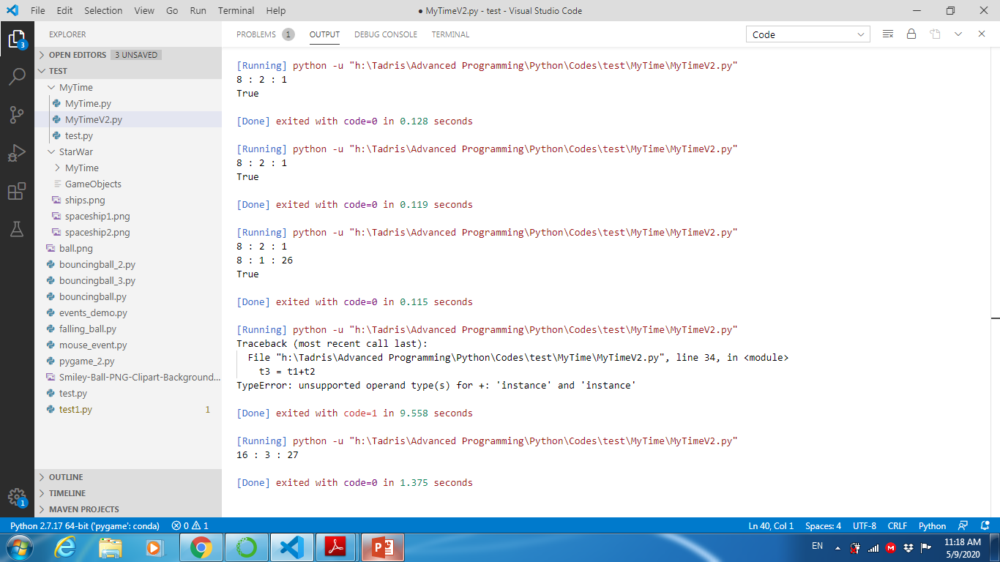 File Edit Selection View Go Run Terminal Help ● MyTimeV2.py - test - Visual Studio Code
3
1
EXPLORER
OPEN EDITORS 3 UNSAVED
TEST
MyTime
MyTime.py
MyTimeV2.py
test.py
StarWar
MyTime
GameObjects
ships.png
spaceship1.png
spaceship2.png
ball.png
bouncingball_2.py
bouncingball_3.py
bouncingball.py
events_demo.py
falling_ball.py
mouse_event.py
pygame_2.py
Smiley-Ball-PNG-Clipart-Background...
test.py
test1.py 1
OUTLINE
TIMELINE
MAVEN PROJECTS
PROBLEMS 1 OUTPUT DEBUG CONSOLE TERMINAL Code
[Running] python -u "h:\Tadris\Advanced Programming\Python\Codes\test\MyTime\MyTimeV2.py"
8 : 2 : 1
True
[Done] exited with code=0 in 0.128 seconds
[Running] python -u "h:\Tadris\Advanced Programming\Python\Codes\test\MyTime\MyTimeV2.py"
8 : 2 : 1
True
[Done] exited with code=0 in 0.119 seconds
[Running] python -u "h:\Tadris\Advanced Programming\Python\Codes\test\MyTime\MyTimeV2.py"
8 : 2 : 1
8 : 1 : 26
True
[Done] exited with code=0 in 0.115 seconds
[Running] python -u "h:\Tadris\Advanced Programming\Python\Codes\test\MyTime\MyTimeV2.py"
Traceback (most recent call last):
File "h:\Tadris\Advanced Programming\Python\Codes\test\MyTime\MyTimeV2.py", line 34, in <module>
t3 = t1+t2
TypeError: unsupported operand type(s) for +: 'instance' and 'instance'
[Done] exited with code=1 in 9.558 seconds
[Running] python -u "h:\Tadris\Advanced Programming\Python\Codes\test\MyTime\MyTimeV2.py"
16 : 3 : 27
[Done] exited with code=0 in 1.375 seconds
Python 2.7.17 64-bit ('pygame': conda) 0 1 Ln 40, Col 1 Spaces: 4 UTF-8 CRLF Python
EN 11:18 AM
5/9/2020